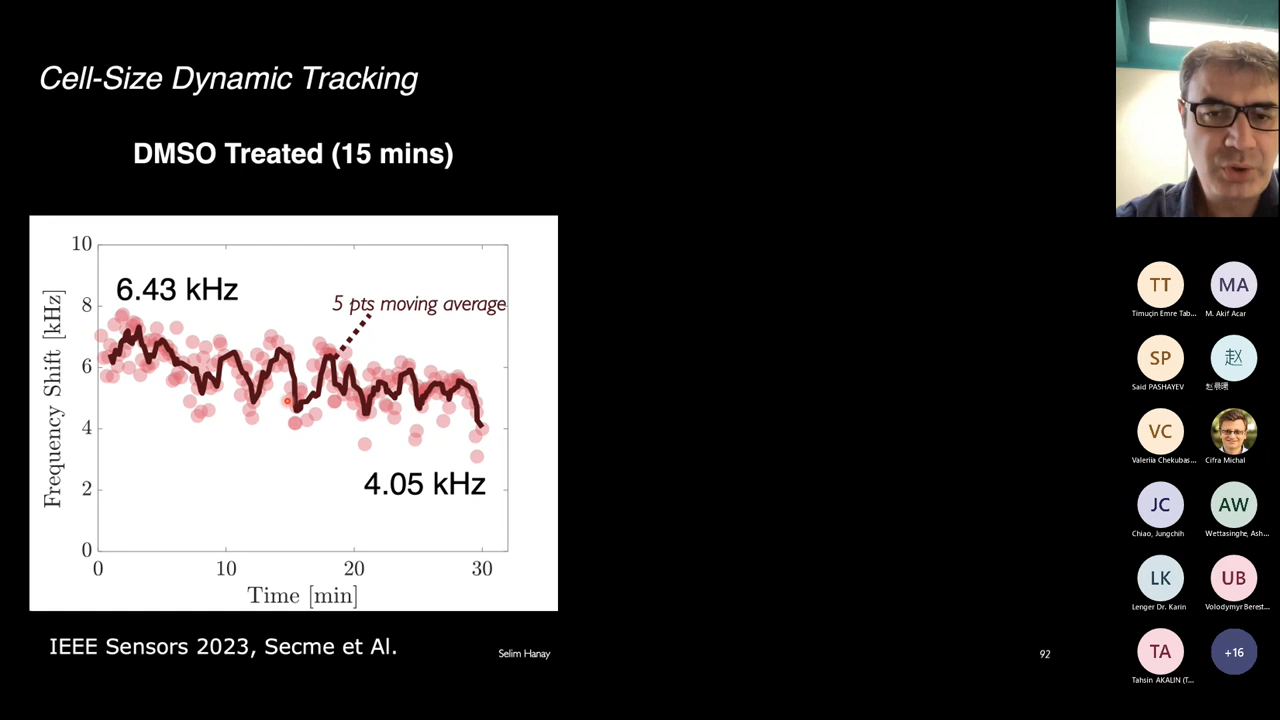 Cell-Size Dynamic Tracking
DMSO Treated (15 mins)
10
8
6
4
2
0
Frequency Shift [kHz]
6.43 kHz
5 pts moving average
4.05 kHz
0 10 20 30
Time [min]
IEEE Sensors 2023, Secme et Al.
Selim Hanay
92
TT MA
Timuçin Emre Tab... M. Akif Acar
SP 赵
Said PASHAYEV 赵晨曦
VC
Valeriia Chekubas... Cifra Michal
JC AW
Chiao, Jungchih Wettasinghe, Ash...
LK UB
Lenger Dr. Karin Volodymyr Berest...
TA +16
Tahsin AKALIN (T...